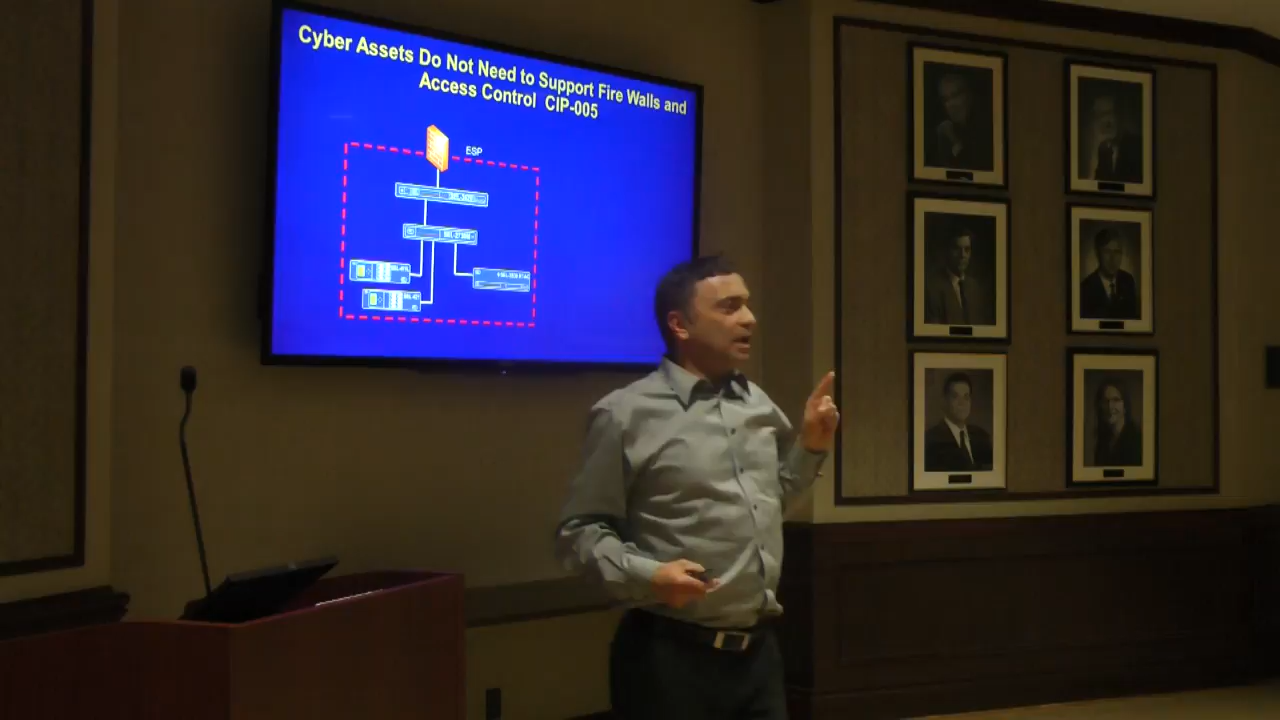 Cyber Assets Do Not Need to Support Fire Walls and
Access Control CIP-005
ESP